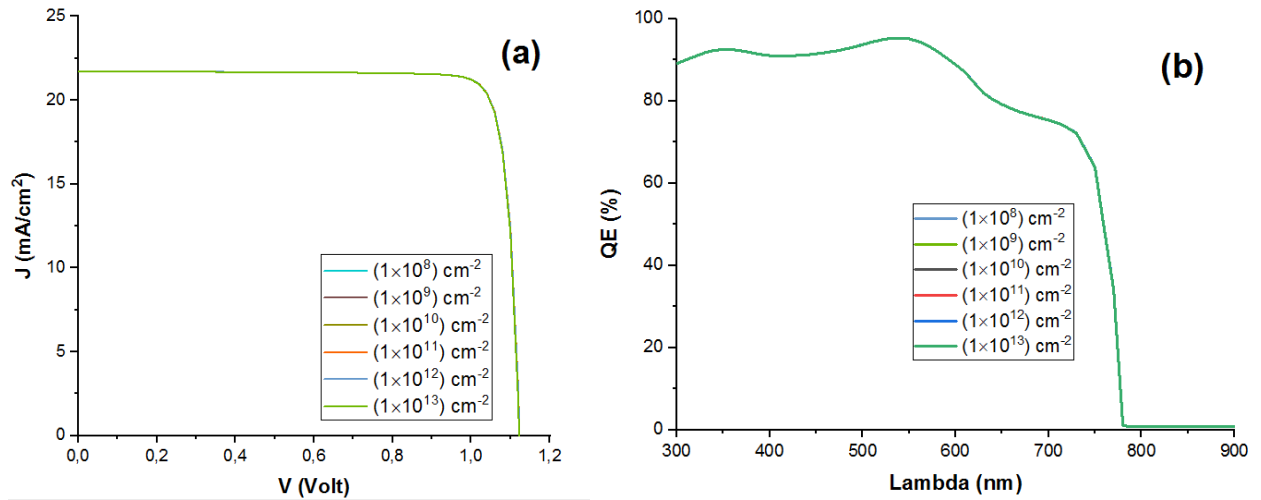 (a)
J (mA/cm²)
25
20
15
10
5
0
0,0 0,2 0,4 0,6 0,8 1,0 1,2
V (Volt)
(1×10⁸) cm⁻²
(1×10⁹) cm⁻²
(1×10¹⁰) cm⁻²
(1×10¹¹) cm⁻²
(1×10¹²) cm⁻²
(1×10¹³) cm⁻²
(b)
QE (%)
100
80
60
40
20
0
300 400 500 600 700 800 900
Lambda (nm)
(1×10⁸) cm⁻²
(1×10⁹) cm⁻²
(1×10¹⁰) cm⁻²
(1×10¹¹) cm⁻²
(1×10¹²) cm⁻²
(1×10¹³) cm⁻²